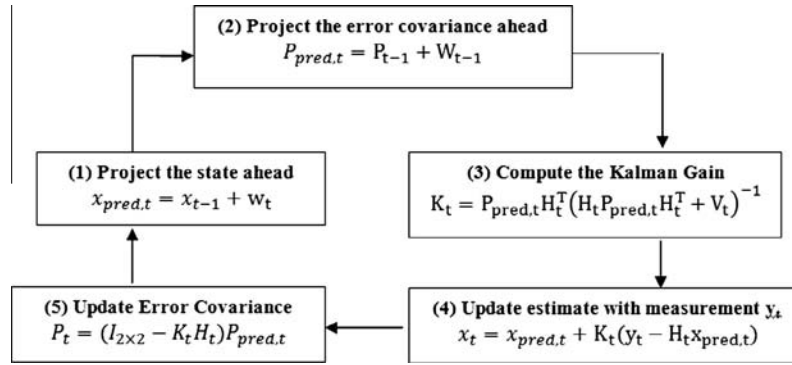 (2) Project the error covariance ahead
P_{pred,t} = P_{t−1} + W_{t−1}
(1) Project the state ahead
x_{pred,t} = x_{t−1} + w_t
(3) Compute the Kalman Gain
K_t = P_{pred,t}H_t^T(H_tP_{pred,t}H_t^T + V_t)^{−1}
(5) Update Error Covariance
P_t = (I_{2×2} − K_tH_t)P_{pred,t}
(4) Update estimate with measurement y_t
x_t = x_{pred,t} + K_t(y_t − H_tx_{pred,t})